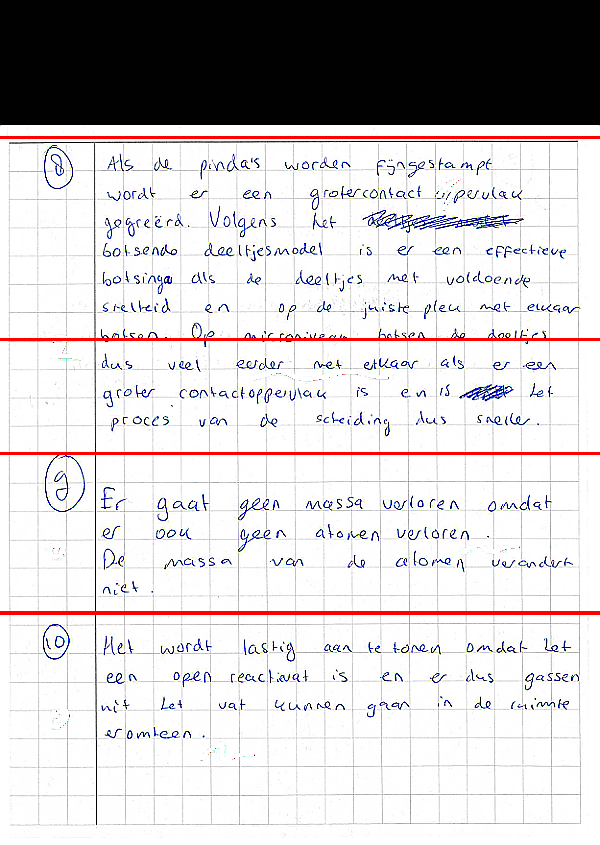 8 Als de pinda's worden fijngestampt
wordt er een groter contact oppervlak
gegreërd. Volgens het
botsende deeltjesmodel is er een effectieve
botsinga als de deeltjes met voldoende
snelheid en op de juiste plek met elkaar
botsen. Op microniveau botsen de deeltjes
dus veel eerder met elkaar als er een
groter contactoppervlak is en is het
proces van de scheiding dus sneller.
9 Er gaat geen massa verloren omdat
er ook geen atomen verloren.
De massa van de atomen verandert
niet.
10 Het wordt lastig aan te tonen omdat het
een open reactievat is en er dus gassen
uit het vat kunnen gaan in de ruimte
eromheen.